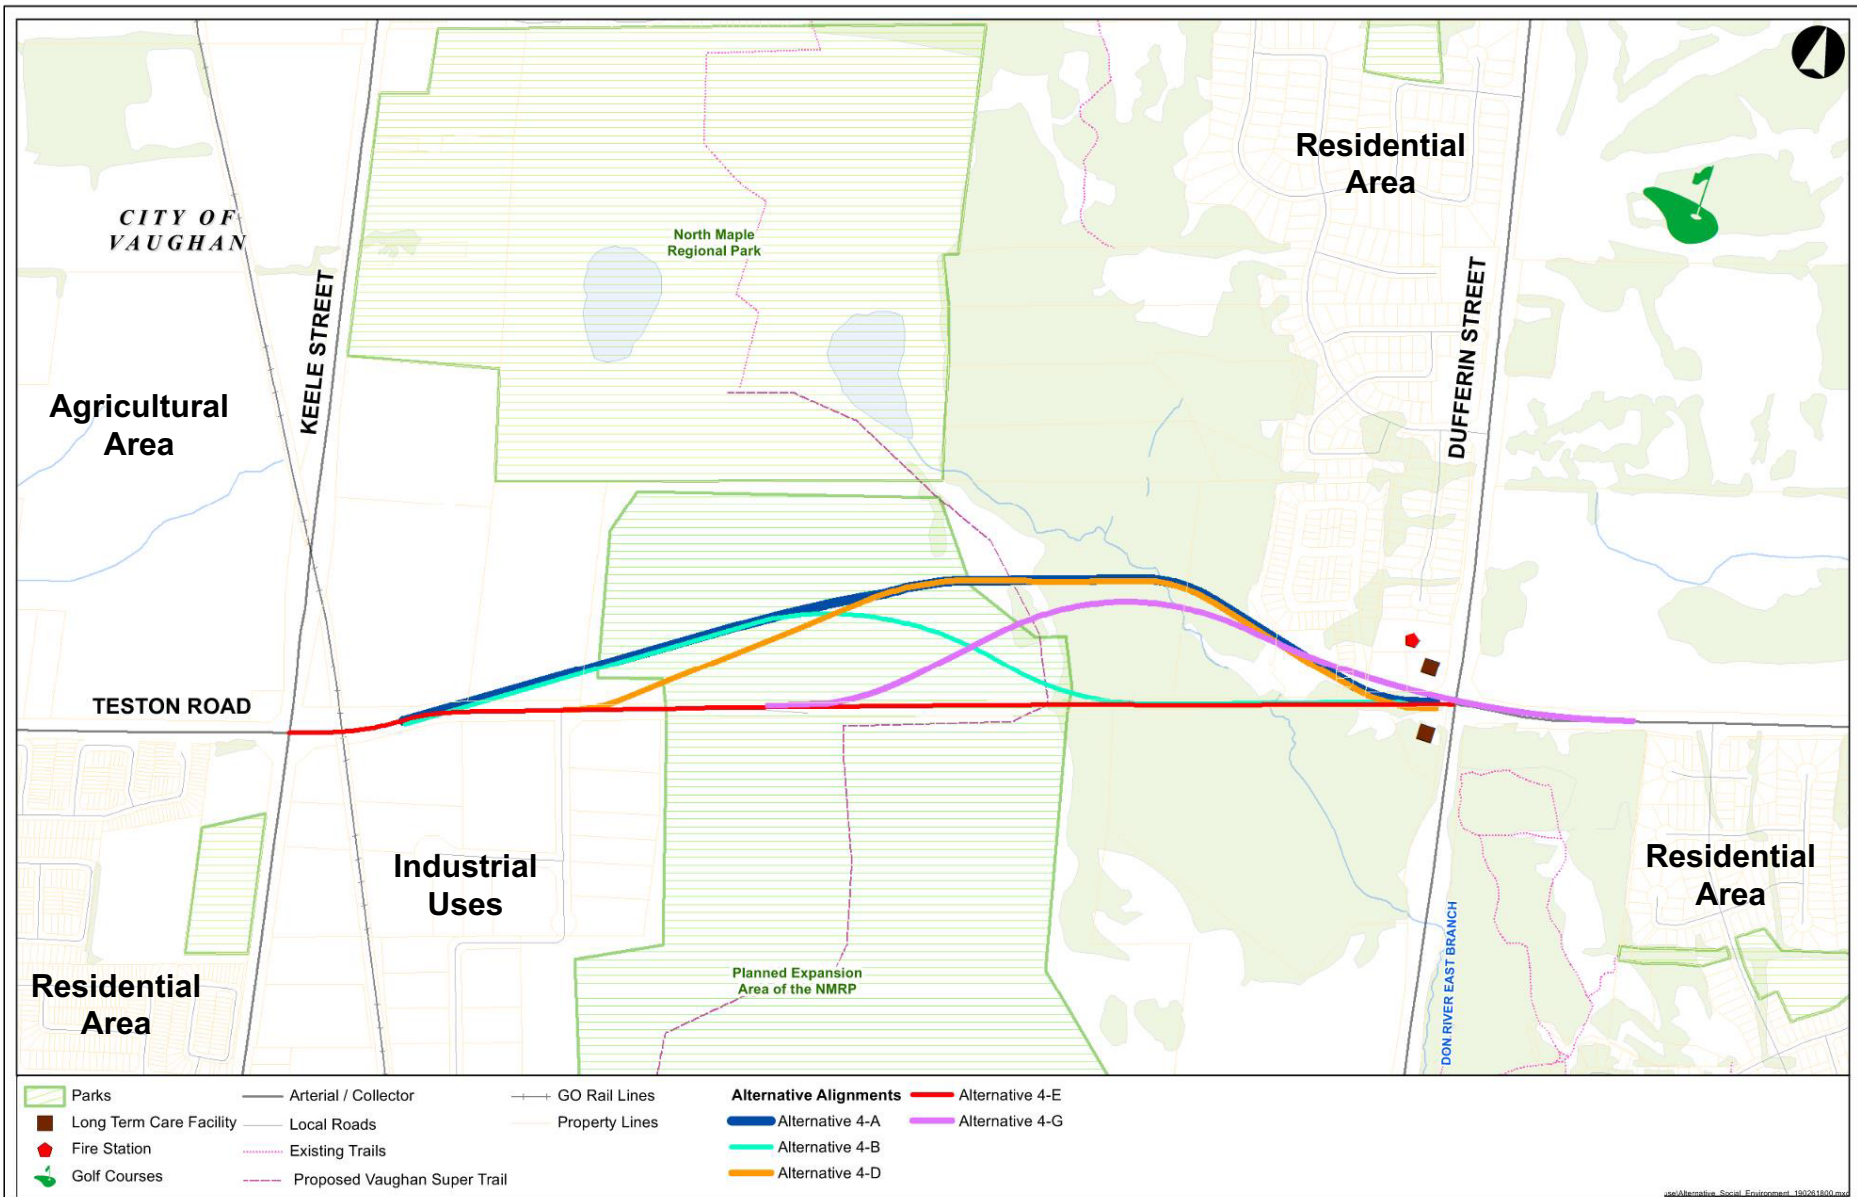 Residential
Area
CITY OF
VAUGHAN
North Maple
Regional Park
KEELE STREET
DUFFERIN STREET
Agricultural
Area
TESTON ROAD
Industrial
Uses
Residential
Area
Residential
Area
Planned Expansion
Area of the NMRP
DON RIVER EAST BRANCH
Parks
Long Term Care Facility
Fire Station
Golf Courses
Arterial / Collector
Local Roads
Existing Trails
Proposed Vaughan Super Trail
GO Rail Lines
Property Lines
Alternative Alignments
Alternative 4-A
Alternative 4-B
Alternative 4-D
Alternative 4-E
Alternative 4-G